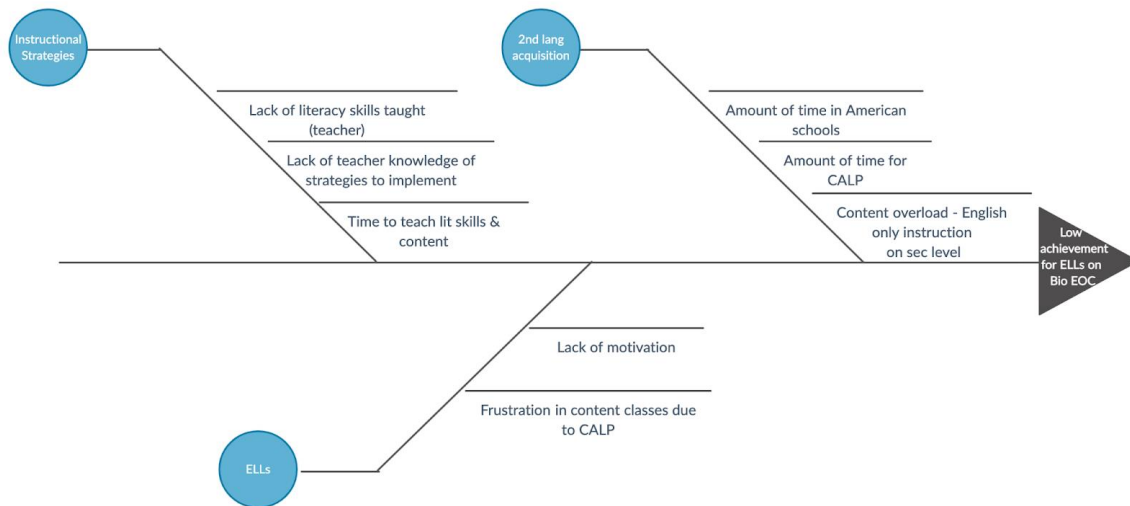 Instructional
Strategies
2nd lang
acquisition
Lack of literacy skills taught
(teacher)
Lack of teacher knowledge of
strategies to implement
Time to teach lit skills &
content
Amount of time in American
schools
Amount of time for
CALP
Content overload - English
only instruction
on sec level
Low
achievement
for ELLs on
Bio EOC
Lack of motivation
Frustration in content classes due
to CALP
ELLs